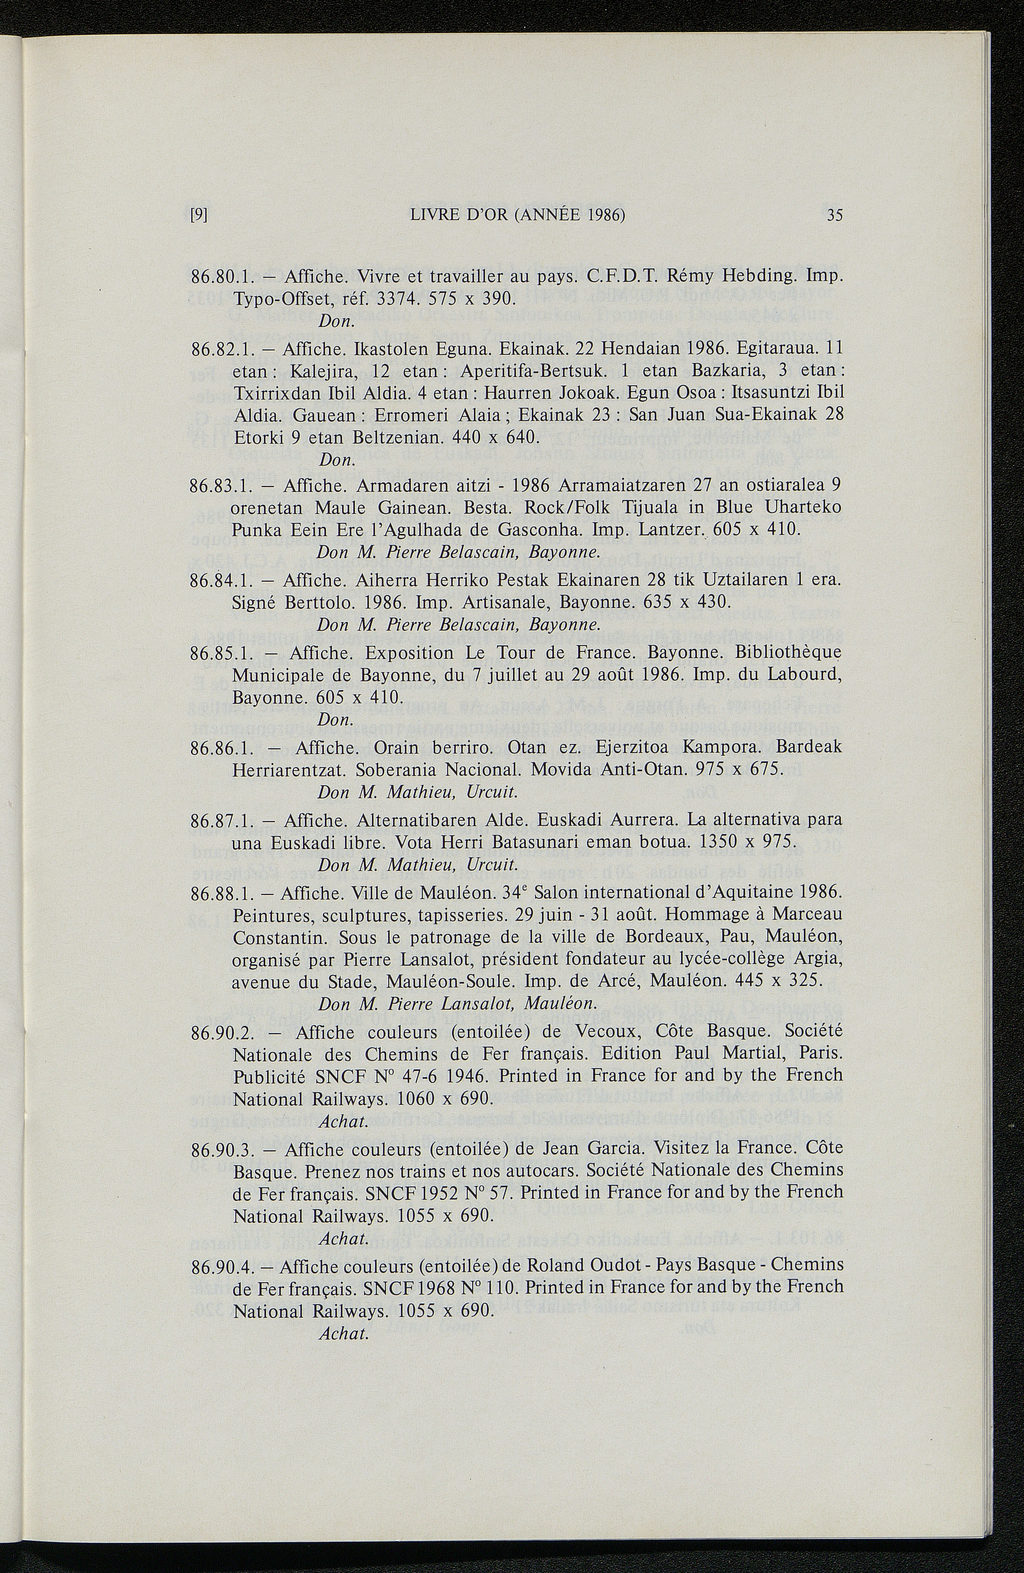 [9] LIVRE D'OR (ANNÉE 1986) 35
86.80.1. — Affiche. Vivre et travailler au pays. C.F.D.T. Rémy Hebding. Imp.
Typo-Offset, réf. 3374. 575 x 390.
Don.
86.82.1. — Affiche. Ikastolen Eguna. Ekainak. 22 Hendaian 1986. Egitaraua. 11
etan : Kalejira, 12 etan : Aperitifa-Bertsuk. 1 etan Bazkaria, 3 etan :
Txirrixdan Ibil Aldia. 4 etan : Haurren Jokoak. Egun Osoa : Itsasuntzi Ibil
Aldia. Gauean : Erromeri Alaia ; Ekainak 23 : San Juan Sua-Ekainak 28
Etorki 9 etan Beltzenian. 440 x 640.
Don.
86.83.1. — Affiche. Armadaren aitzi - 1986 Arramaiatzaren 27 an ostiaralea 9
orenetan Maule Gainean. Besta. Rock/Folk Tijuala in Blue Uharteko
Punka Eein Ere l'Agulhada de Gasconha. Imp. Lantzer. 605 x 410.
Don M. Pierre Belascain, Bayonne.
86.84.1. — Affiche. Aiherra Herriko Pestak Ekainaren 28 tik Uztailaren 1 era.
Signé Berttolo. 1986. Imp. Artisanale, Bayonne. 635 x 430.
Don M. Pierre Belascain, Bayonne.
86.85.1. — Affiche. Exposition Le Tour de France. Bayonne. Bibliothèque
Municipale de Bayonne, du 7 juillet au 29 août 1986. Imp. du Labourd,
Bayonne. 605 x 410.
Don.
86.86.1. — Affiche. Orain berriro. Otan ez. Ejerzitoa Kampora. Bardeak
Herriarentzat. Soberania Nacional. Movida Anti-Otan. 975 x 675.
Don M. Mathieu, Urcuit.
86.87.1. — Affiche. Alternatibaren Alde. Euskadi Aurrera. La alternativa para
una Euskadi libre. Vota Herri Batasunari eman botua. 1350 x 975.
Don M. Mathieu, Urcuit.
86.88.1. — Affiche. Ville de Mauléon. 34e Salon international d'Aquitaine 1986.
Peintures, sculptures, tapisseries. 29 juin - 31 août. Hommage à Marceau
Constantin. Sous le patronage de la ville de Bordeaux, Pau, Mauléon,
organisé par Pierre Lansalot, président fondateur au lycée-collège Argia,
avenue du Stade, Mauléon-Soule. Imp. de Arcé, Mauléon. 445 x 325.
Don M. Pierre Lansalot, Mauléon.
86.90.2. — Affiche couleurs (entoilée) de Vecoux, Côte Basque. Société
Nationale des Chemins de Fer français. Edition Paul Martial, Paris.
Publicité SNCF N° 47-6 1946. Printed in France for and by the French
National Railways. 1060 x 690.
Achat.
86.90.3. — Affiche couleurs (entoilée) de Jean Garcia. Visitez la France. Côte
Basque. Prenez nos trains et nos autocars. Société Nationale des Chemins
de Fer français. SNCF 1952 N° 57. Printed in France for and by the French
National Railways. 1055 x 690.
Achat.
86.90.4. — Affiche couleurs (entoilée) de Roland Oudot - Pays Basque - Chemins
de Fer français. SNCF 1968 N° 110. Printed in France for and by the French
National Railways. 1055 x 690.
Achat.